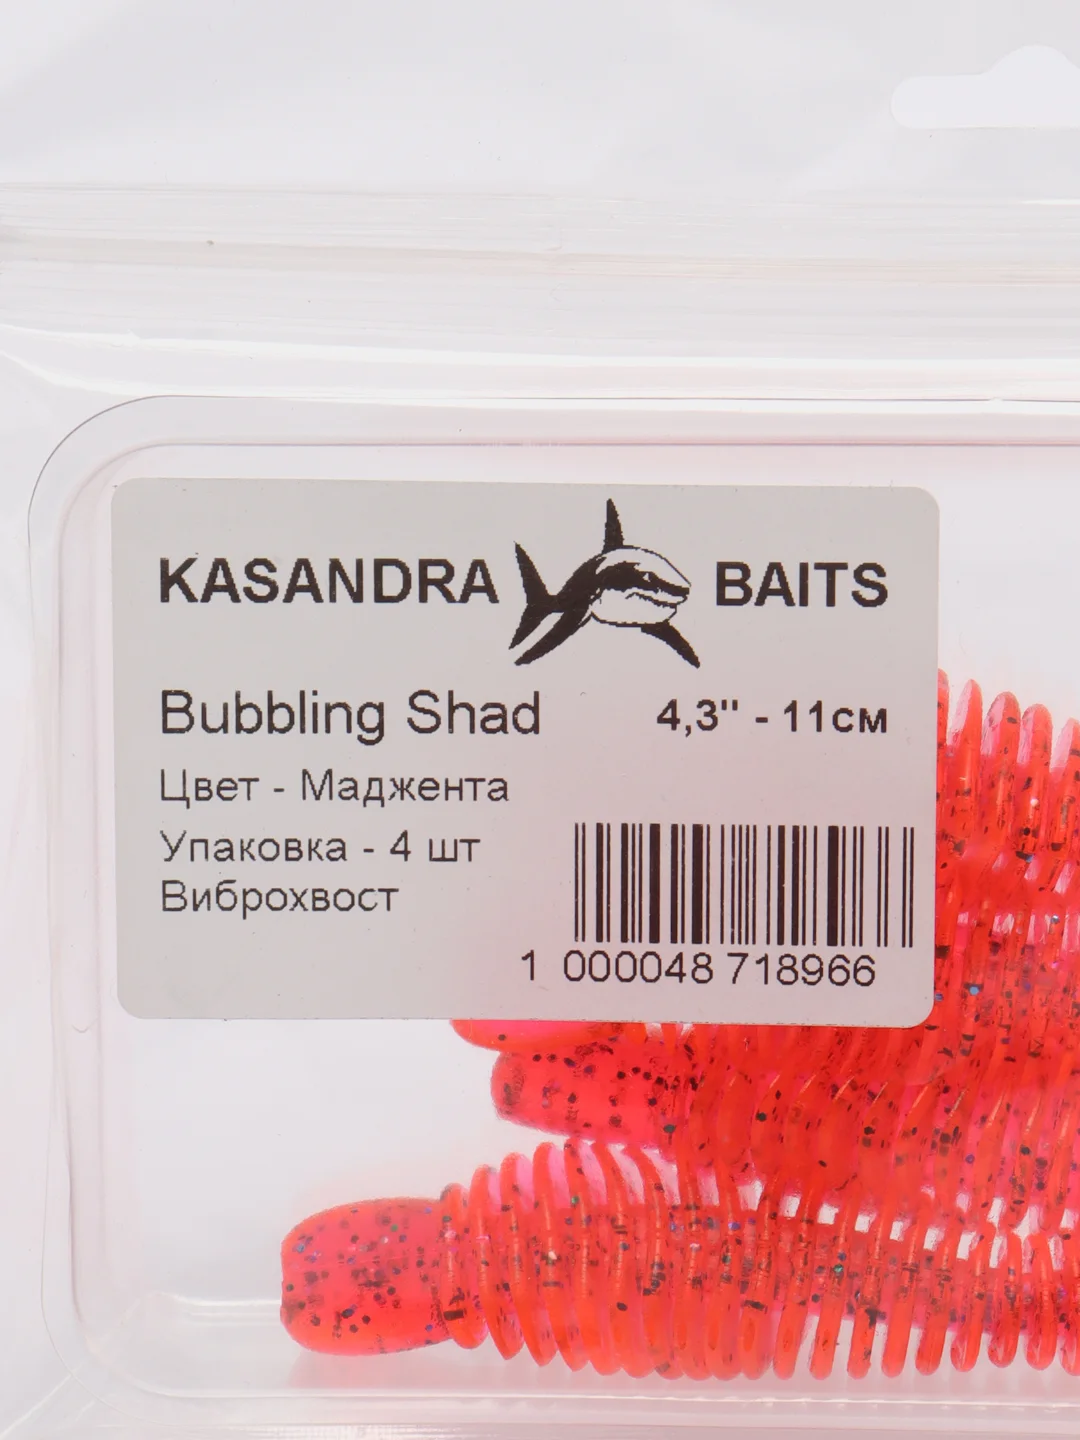 KASANDRA BAITS
Bubbling Shad 4,3" - 11см
Цвет - Маджента
Упаковка - 4 шт
Виброхвост
1 000048 718966